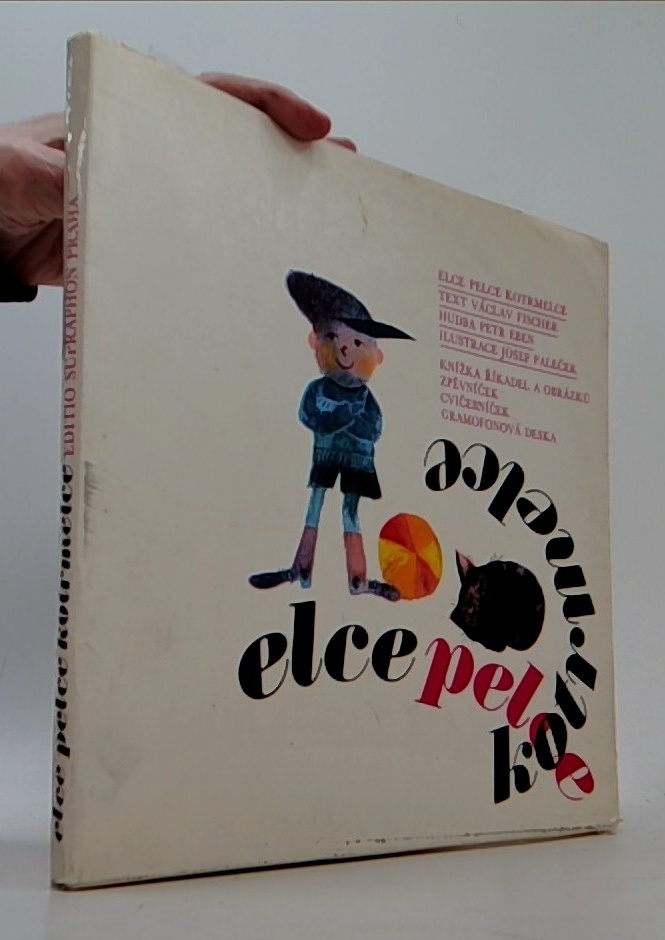 ELCE PELCE KOTRMELCE
TEXT VÁCLAV FISCHER
HUDBA PETR EBEN
ILUSTRACE JOSEF PALEČEK
KNÍŽKA ŘÍKADEL A OBRÁZKŮ
ZPĚVNÍČEK
CVIČEBNÍČEK
GRAMOFONOVÁ DESKA
elce pelce
kotrmelce
elce pelce kotrmelce EDITIO SUPRAPHON PRAHA